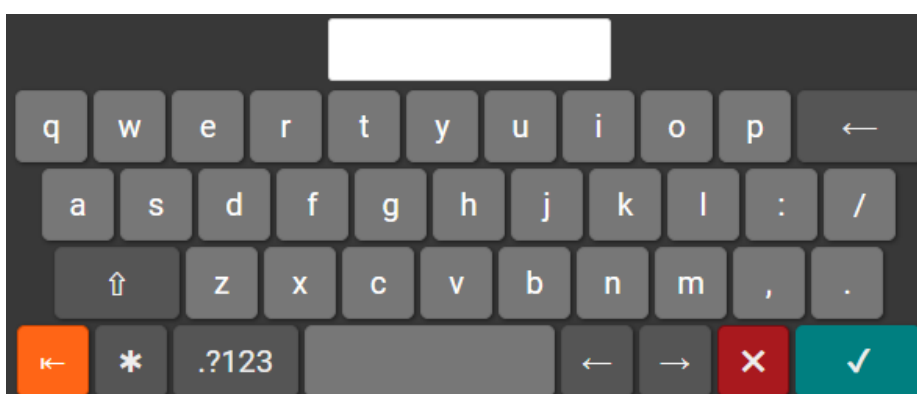 q w e r t y u i o p ←
a s d f g h j k l : /
⇧ z x c v b n m , .
⇤ * .?123 ← → ✕ ✓